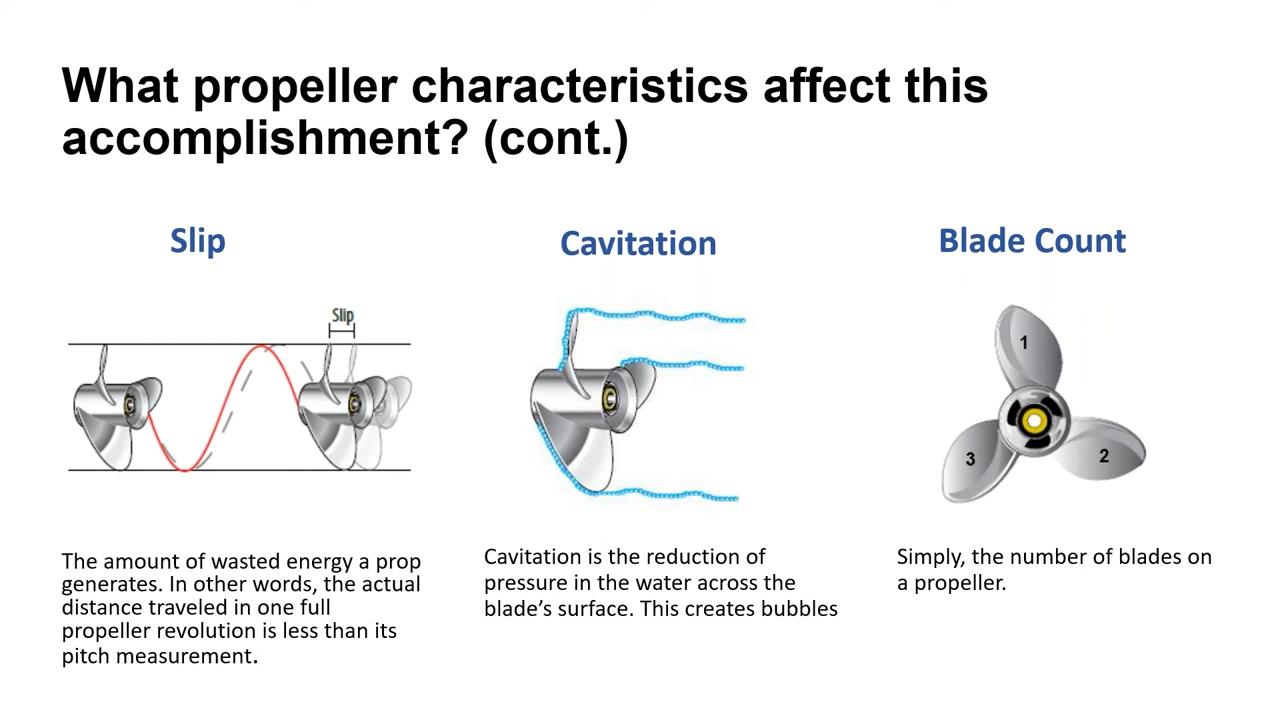 What propeller characteristics affect this
accomplishment? (cont.)
Slip
Cavitation
Blade Count
Slip
1
2
3
The amount of wasted energy a prop
generates. In other words, the actual
distance traveled in one full
propeller revolution is less than its
pitch measurement.
Cavitation is the reduction of
pressure in the water across the
blade’s surface. This creates bubbles
Simply, the number of blades on
a propeller.